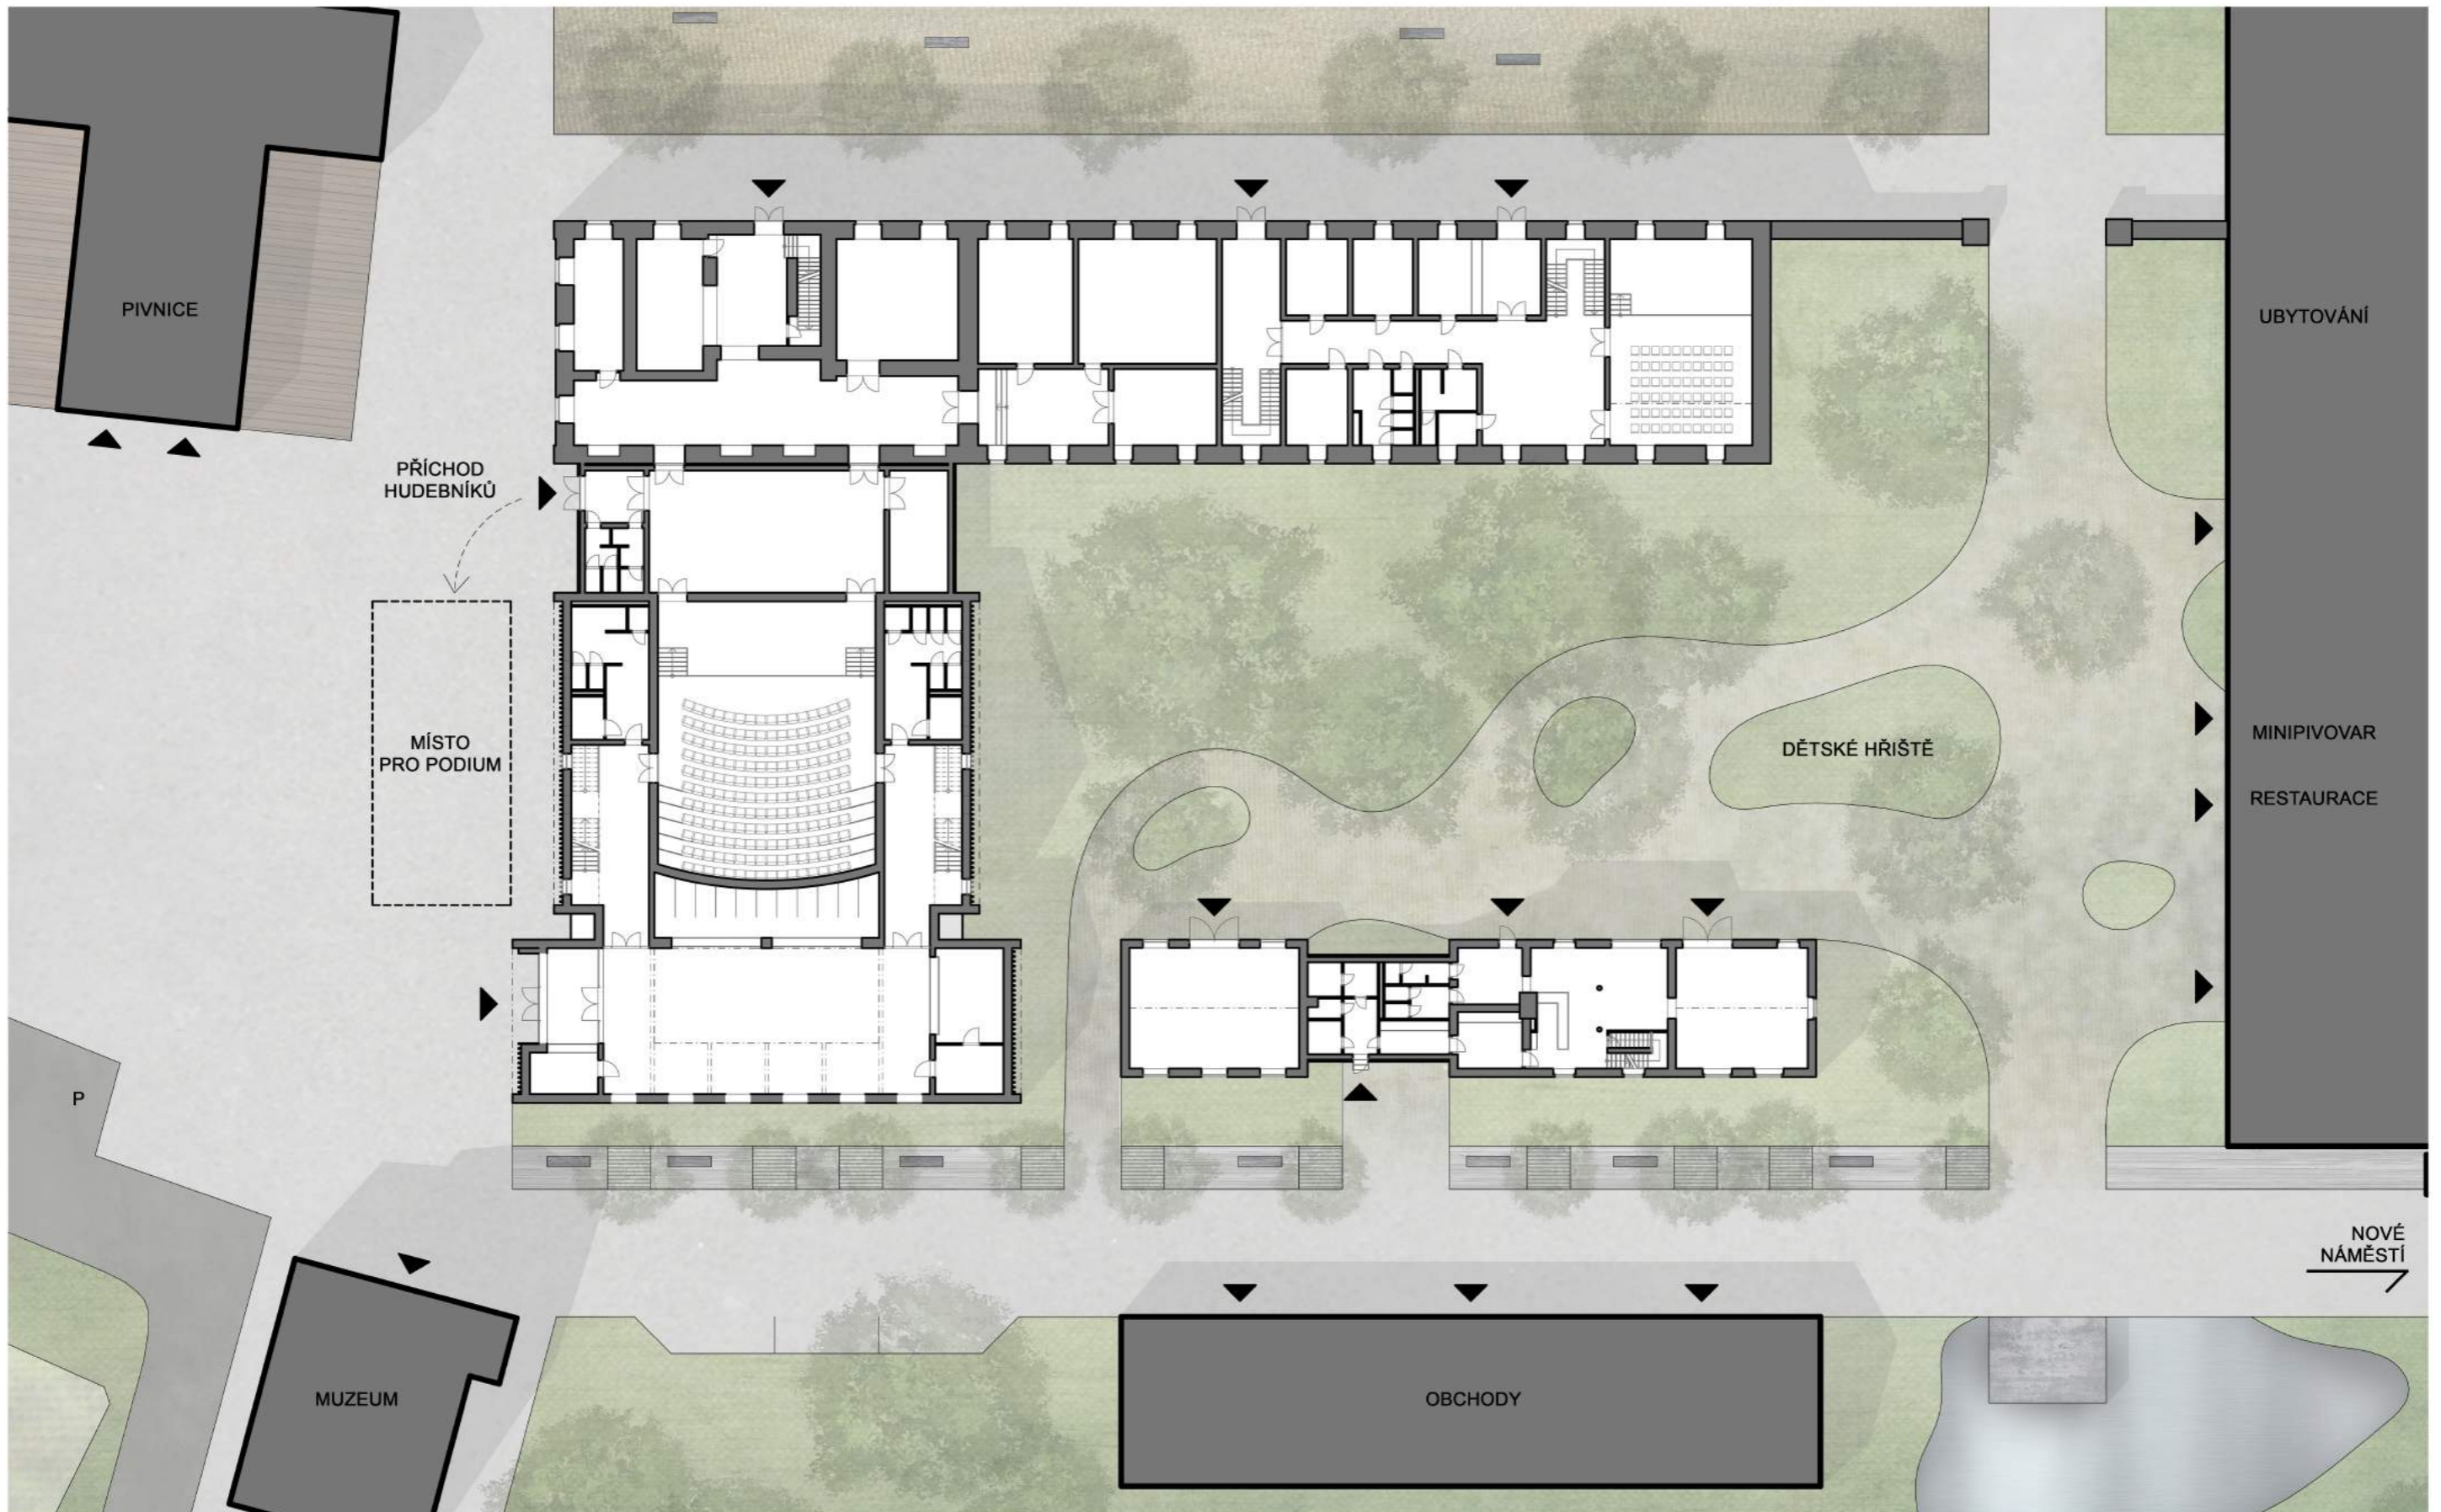 PIVNICE
UBYTOVÁNÍ
PŘÍCHOD
HUDEBNÍKŮ
MÍSTO
PRO PODIUM
DĚTSKÉ HŘIŠTĚ
MINIPIVOVAR
RESTAURACE
P
NOVÉ
NÁMĚSTÍ
MUZEUM
OBCHODY